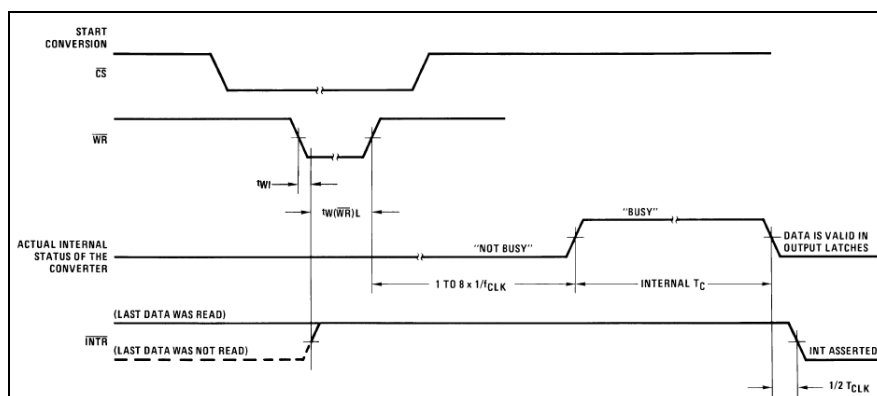 START
CONVERSION
CS
WR
tWI
tW(WR)L
"BUSY"
ACTUAL INTERNAL
STATUS OF THE
CONVERTER
"NOT BUSY"
DATA IS VALID IN
OUTPUT LATCHES
1 TO 8 x 1/fCLK
INTERNAL TC
(LAST DATA WAS READ)
INTR
(LAST DATA WAS NOT READ)
INT ASSERTED
1/2 TCLK